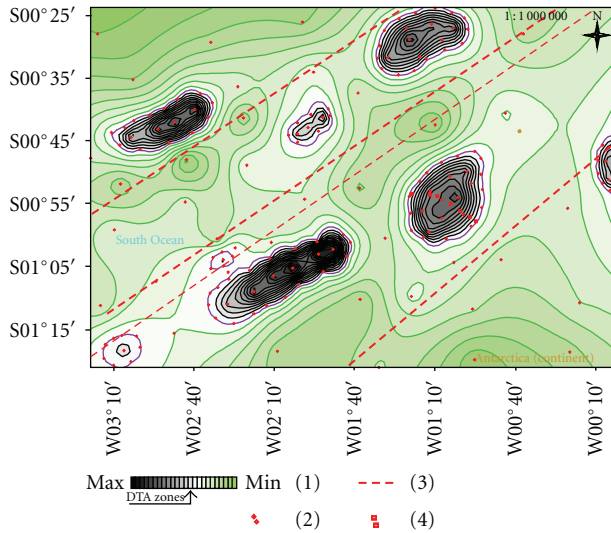 1:1 000 000 N
S00°25′
S00°35′
S00°45′
S00°55′
S01°05′
S01°15′
South Ocean
Antarctica (continent)
W03°10′
W02°40′
W02°10′
W01°40′
W01°10′
W00°40′
W00°10′
Max Min (1) (3)
DTA zones
(2) (4)